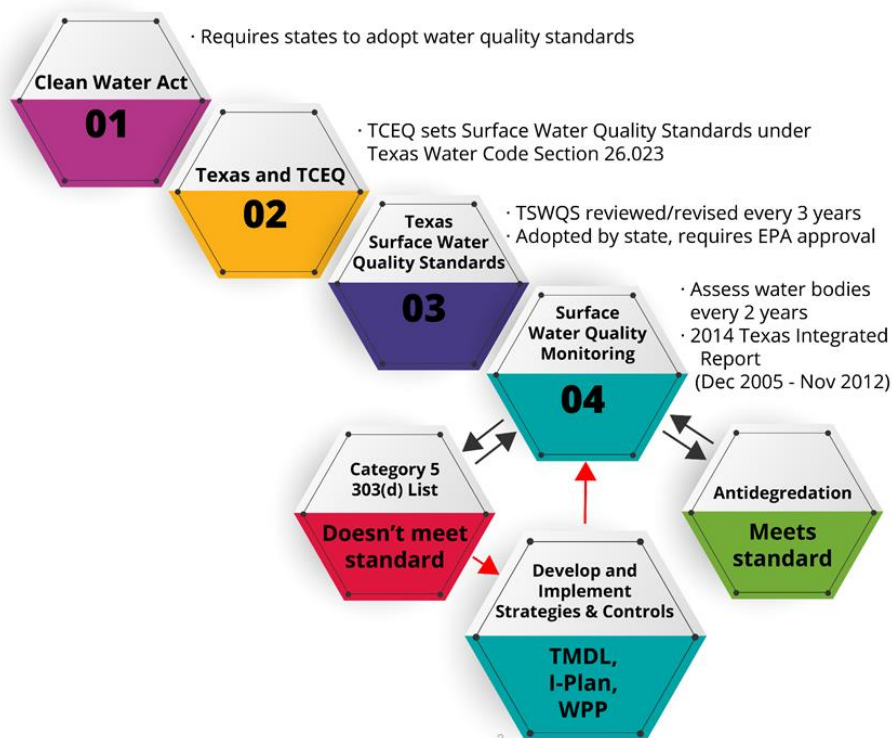 · Requires states to adopt water quality standards
Clean Water Act
01
· TCEQ sets Surface Water Quality Standards under
Texas Water Code Section 26.023
Texas and TCEQ
02
· TSWQS reviewed/revised every 3 years
· Adopted by state, requires EPA approval
Texas
Surface Water
Quality Standards
03
· Assess water bodies
every 2 years
· 2014 Texas Integrated
Report
(Dec 2005 - Nov 2012)
Surface
Water Quality
Monitoring
04
Category 5
303(d) List
Doesn't meet
standard
Antidegredation
Meets
standard
Develop and
Implement
Strategies & Controls
TMDL,
I-Plan,
WPP